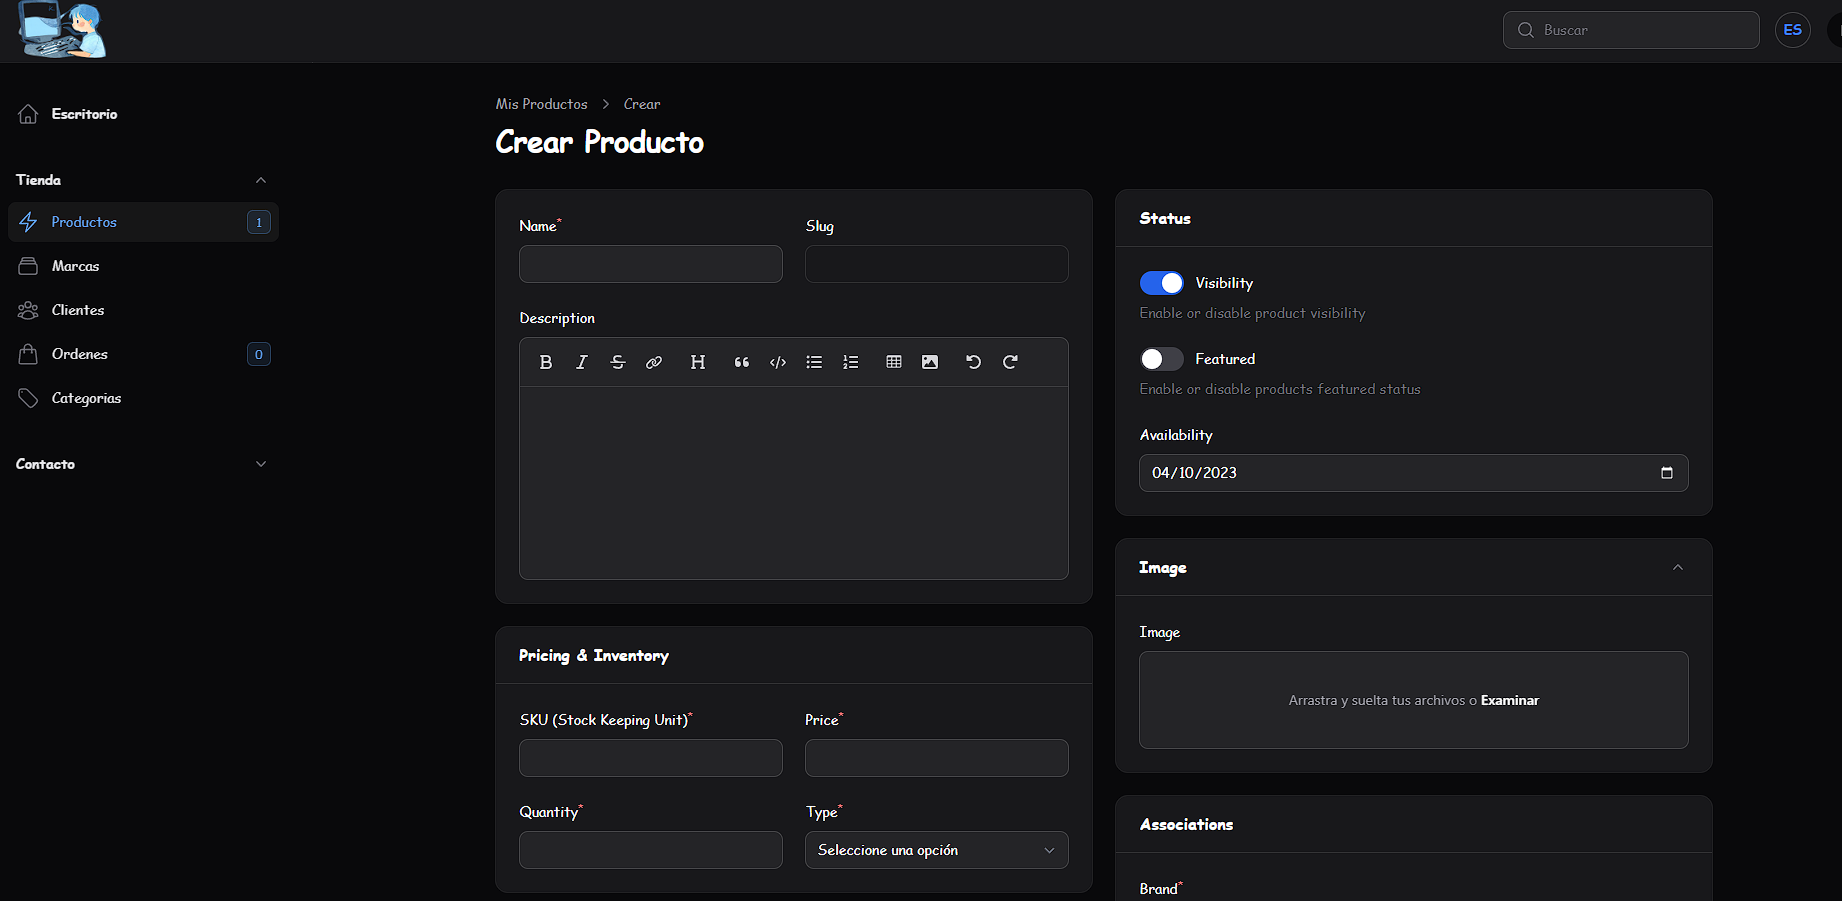 Buscar
ES
Escritorio
Tienda
Productos 1
Marcas
Clientes
Ordenes 0
Categorias
Contacto
Mis Productos > Crear
Crear Producto
Name*
Slug
Description
Pricing & Inventory
SKU (Stock Keeping Unit)*
Price*
Quantity*
Type*
Seleccione una opción
Status
Visibility
Enable or disable product visibility
Featured
Enable or disable products featured status
Availability
04/10/2023
Image
Image
Arrastra y suelta tus archivos o Examinar
Associations
Brand*